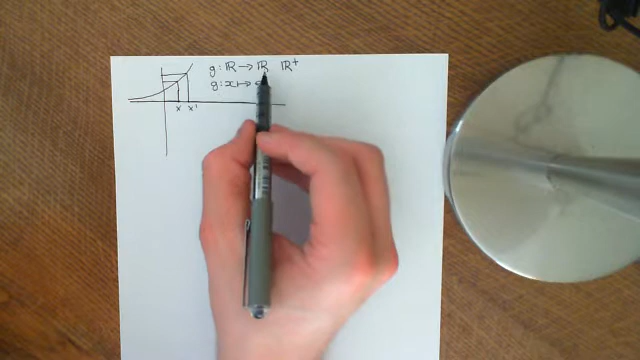 g : ℝ → ℝ ℝ⁺
g : x ↦
x x'